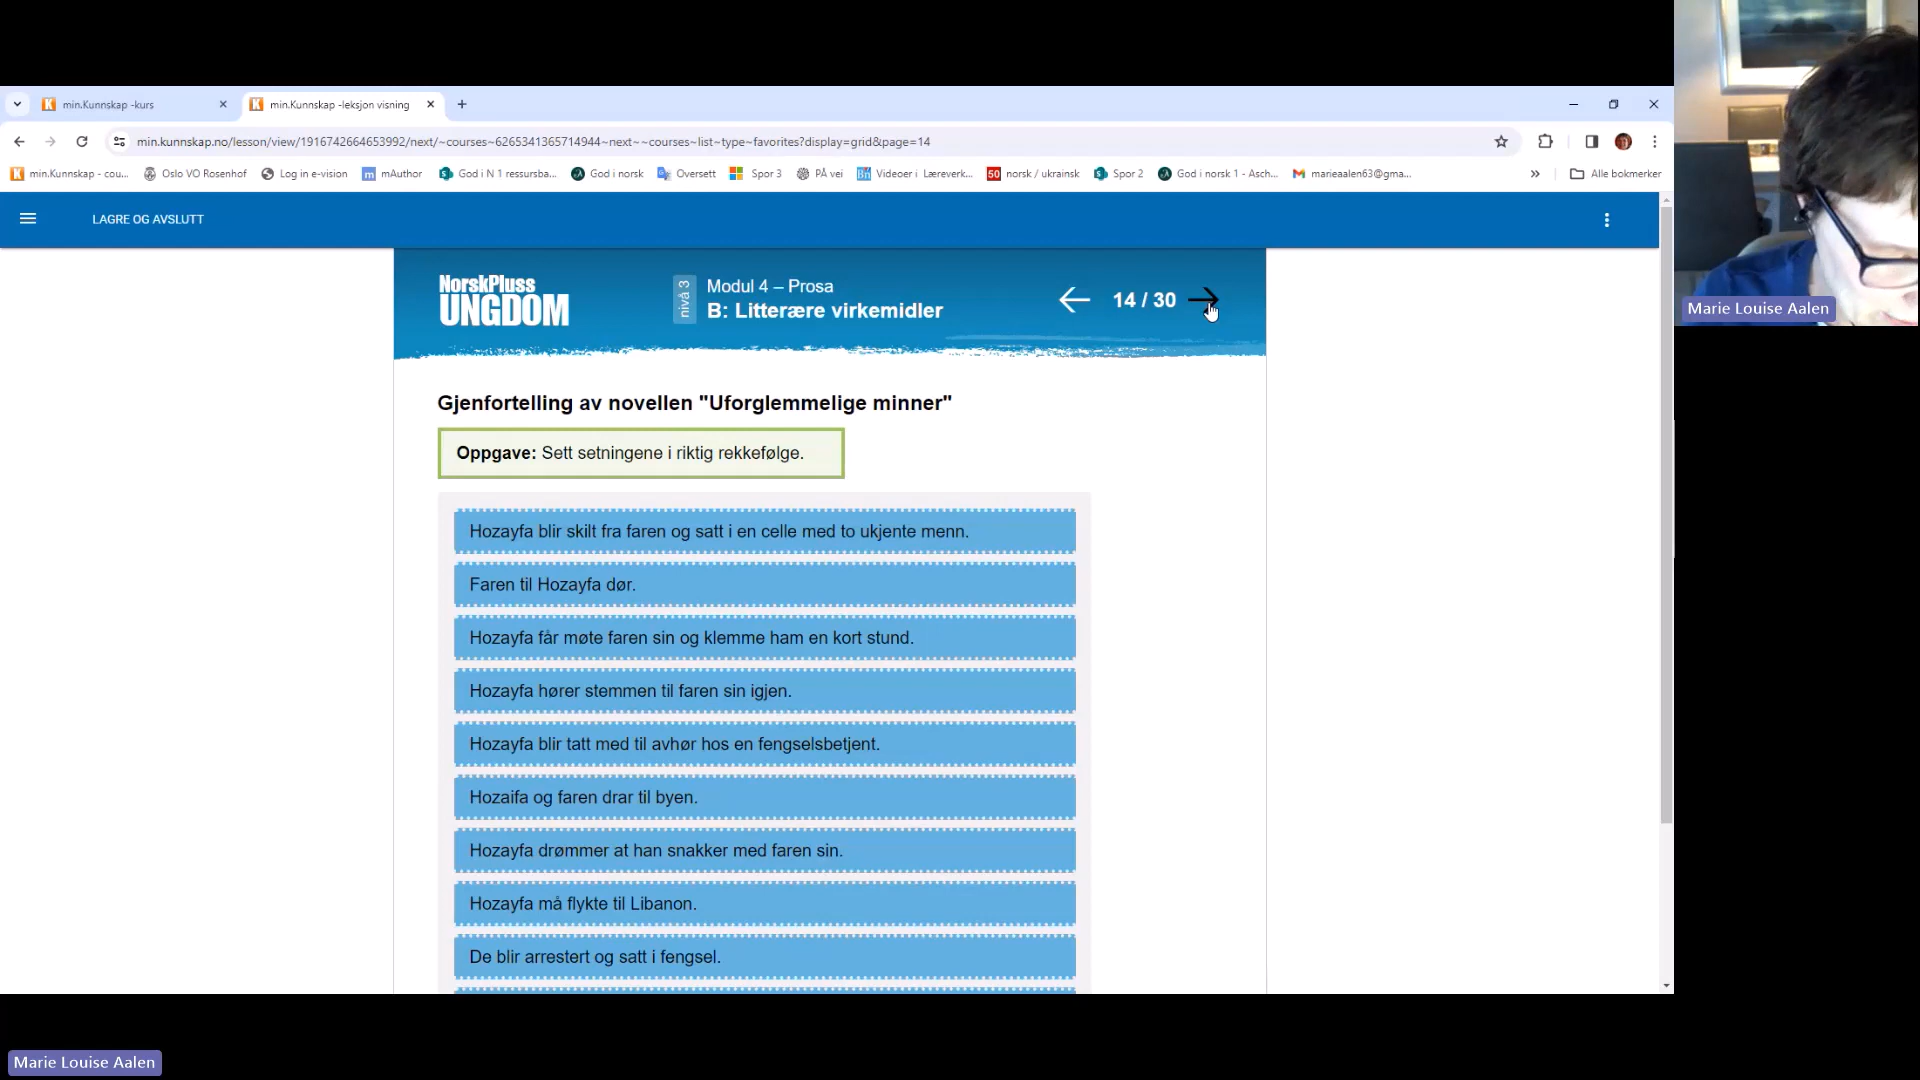 min.Kunnskap -kurs
min.Kunnskap -leksjon visning
min.kunnskap.no/lesson/view/1916742664653992/next/~courses~6265341365714944~next~~courses~list~type~favorites?display=grid&page=14
min.Kunnskap - cou...
Oslo VO Rosenhof
Log in e-vision
mAuthor
God i N 1 ressursba...
God i norsk
Oversett
Spor 3
PÅ vei
Videoer i Læreverk...
norsk / ukrainsk
Spor 2
God i norsk 1 - Asch...
marieaalen63@gma...
Alle bokmerker
LAGRE OG AVSLUTT
NorskPluss
UNGDOM
nivå 3
Modul 4 – Prosa
B: Litterære virkemidler
14 / 30
Gjenfortelling av novellen "Uforglemmelige minner"
Oppgave: Sett setningene i riktig rekkefølge.
Hozayfa blir skilt fra faren og satt i en celle med to ukjente menn.
Faren til Hozayfa dør.
Hozayfa får møte faren sin og klemme ham en kort stund.
Hozayfa hører stemmen til faren sin igjen.
Hozayfa blir tatt med til avhør hos en fengselsbetjent.
Hozaifa og faren drar til byen.
Hozayfa drømmer at han snakker med faren sin.
Hozayfa må flykte til Libanon.
De blir arrestert og satt i fengsel.
Marie Louise Aalen
Marie Louise Aalen